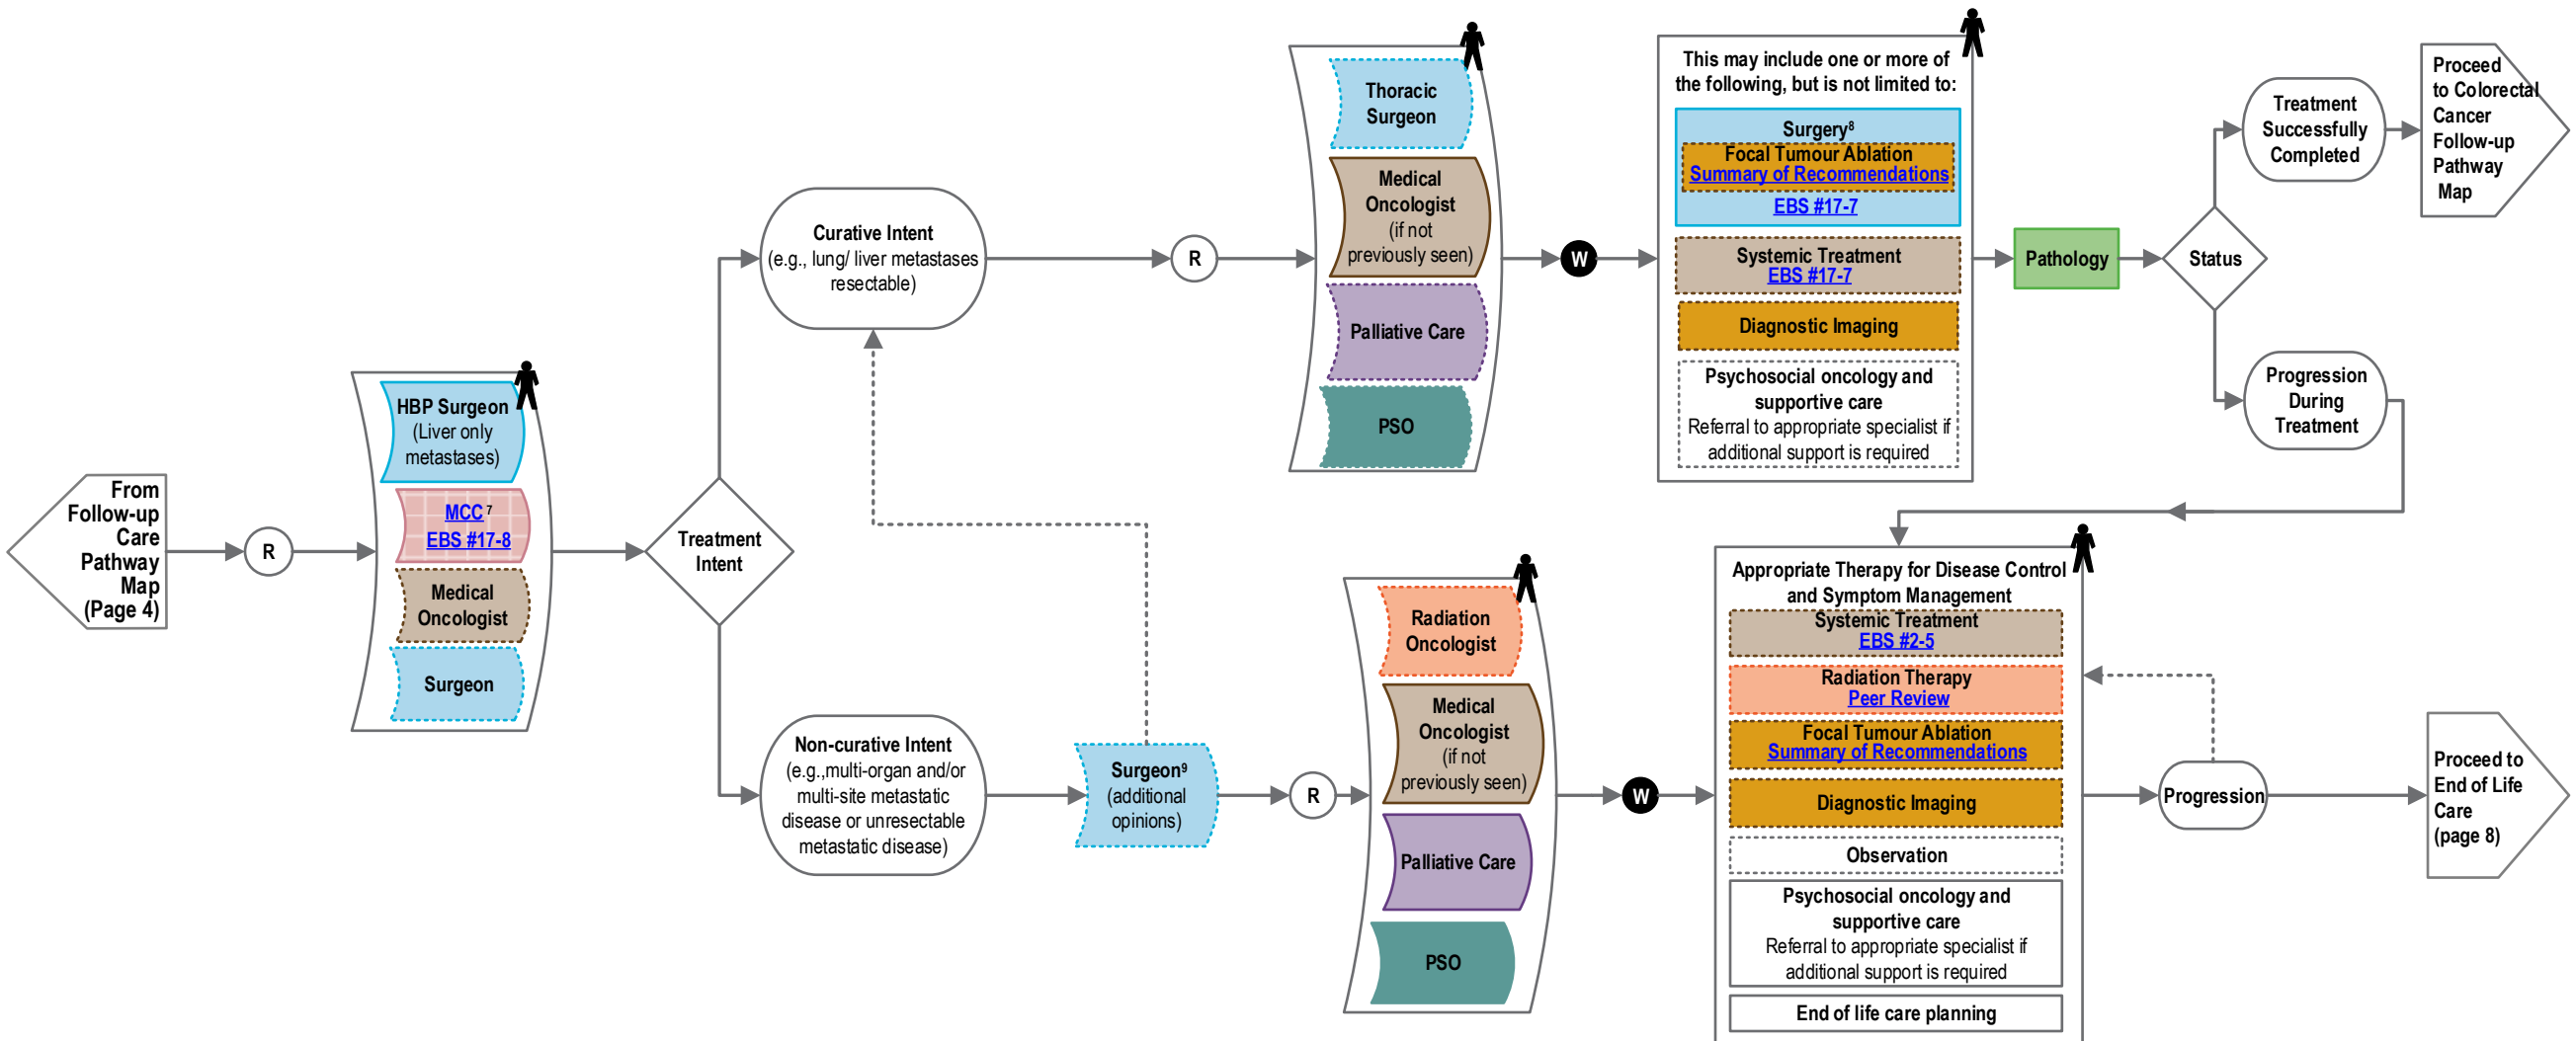 From
Follow-up
Care
Pathway
Map
(Page 4)
R
HBP Surgeon
(Liver only
metastases)
MCC 7
EBS #17-8
Medical
Oncologist
Surgeon
Treatment
Intent
Curative Intent
(e.g., lung/ liver metastases
resectable)
R
Thoracic
Surgeon
Medical
Oncologist
(if not
previously seen)
Palliative Care
PSO
W
This may include one or more of
the following, but is not limited to:
Surgery8
Focal Tumour Ablation
Summary of Recommendations
EBS #17-7
Systemic Treatment
EBS #17-7
Diagnostic Imaging
Psychosocial oncology and
supportive care
Referral to appropriate specialist if
additional support is required
Pathology
Status
Treatment
Successfully
Completed
Proceed
to Colorectal
Cancer
Follow-up
Pathway
Map
Progression
During
Treatment
Non-curative Intent
(e.g.,multi-organ and/or
multi-site metastatic
disease or unresectable
metastatic disease)
Surgeon9
(additional
opinions)
R
Radiation
Oncologist
Medical
Oncologist
(if not
previously seen)
Palliative Care
PSO
W
Appropriate Therapy for Disease Control
and Symptom Management
Systemic Treatment
EBS #2-5
Radiation Therapy
Peer Review
Focal Tumour Ablation
Summary of Recommendations
Diagnostic Imaging
Observation
Psychosocial oncology and
supportive care
Referral to appropriate specialist if
additional support is required
End of life care planning
Progression
Proceed to
End of Life
Care
(page 8)